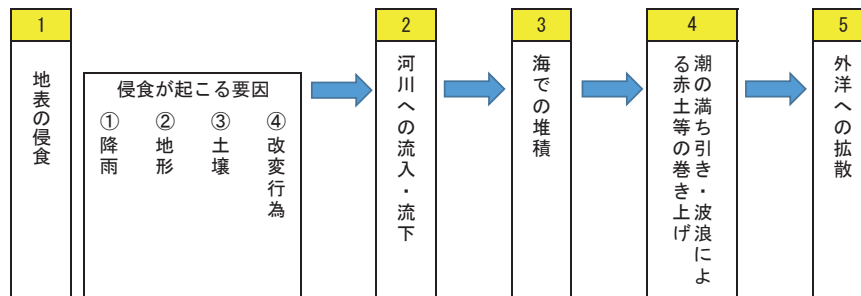 1
地表の侵食
侵食が起こる要因
①降雨
②地形
③土壌
④改変行為
2
河川への流入・流下
3
海での堆積
4
潮の満ち引き・波浪によ
る赤土等の巻き上げ
5
外洋への拡散